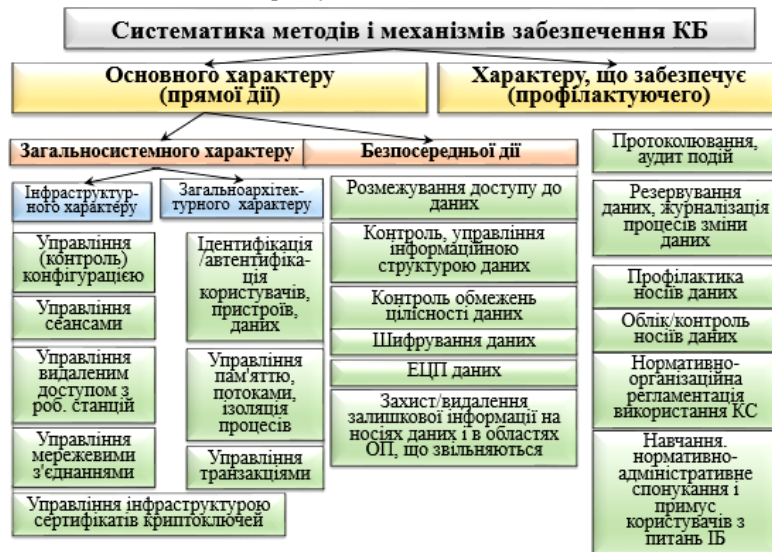 Систематика методів і механізмів забезпечення КБ
Основного характеру
(прямої дії)
Характеру, що забезпечує
(профілактуючого)
Загальносистемного характеру
Безпосередньої дії
Інфраструктур-
ного характеру
Загальноархітек-
турного характеру
Управління
(контроль)
конфігурацією
Управління
сеансами
Управління
видаленим
доступом з
роб. станцій
Управління
мережевими
з'єднаннями
Управління інфраструктурою
сертифікатів криптоключей
Ідентифікація
/автентифіка-
ція
користувачів,
пристроїв,
даних
Управління
пам'яттю,
потоками,
ізоляція
процесів
Управління
транзакціями
Розмежування доступу до
даних
Контроль, управління
інформаційною
структурою даних
Контроль обмежень
цілісності даних
Шифрування даних
ЕЦП даних
Захист/видалення
залишкової інформації на
носіях даних і в областях
ОП, що звільняються
Протоколювання,
аудит подій
Резервування
даних, журналізація
процесів зміни
даних
Профілактика
носіїв даних
Облік/контроль
носіїв даних
Нормативно-
організаційна
регламентація
використання КС
Навчання.
нормативно-
адміністративне
спонукання і
примус
користувачів з
питань ІБ